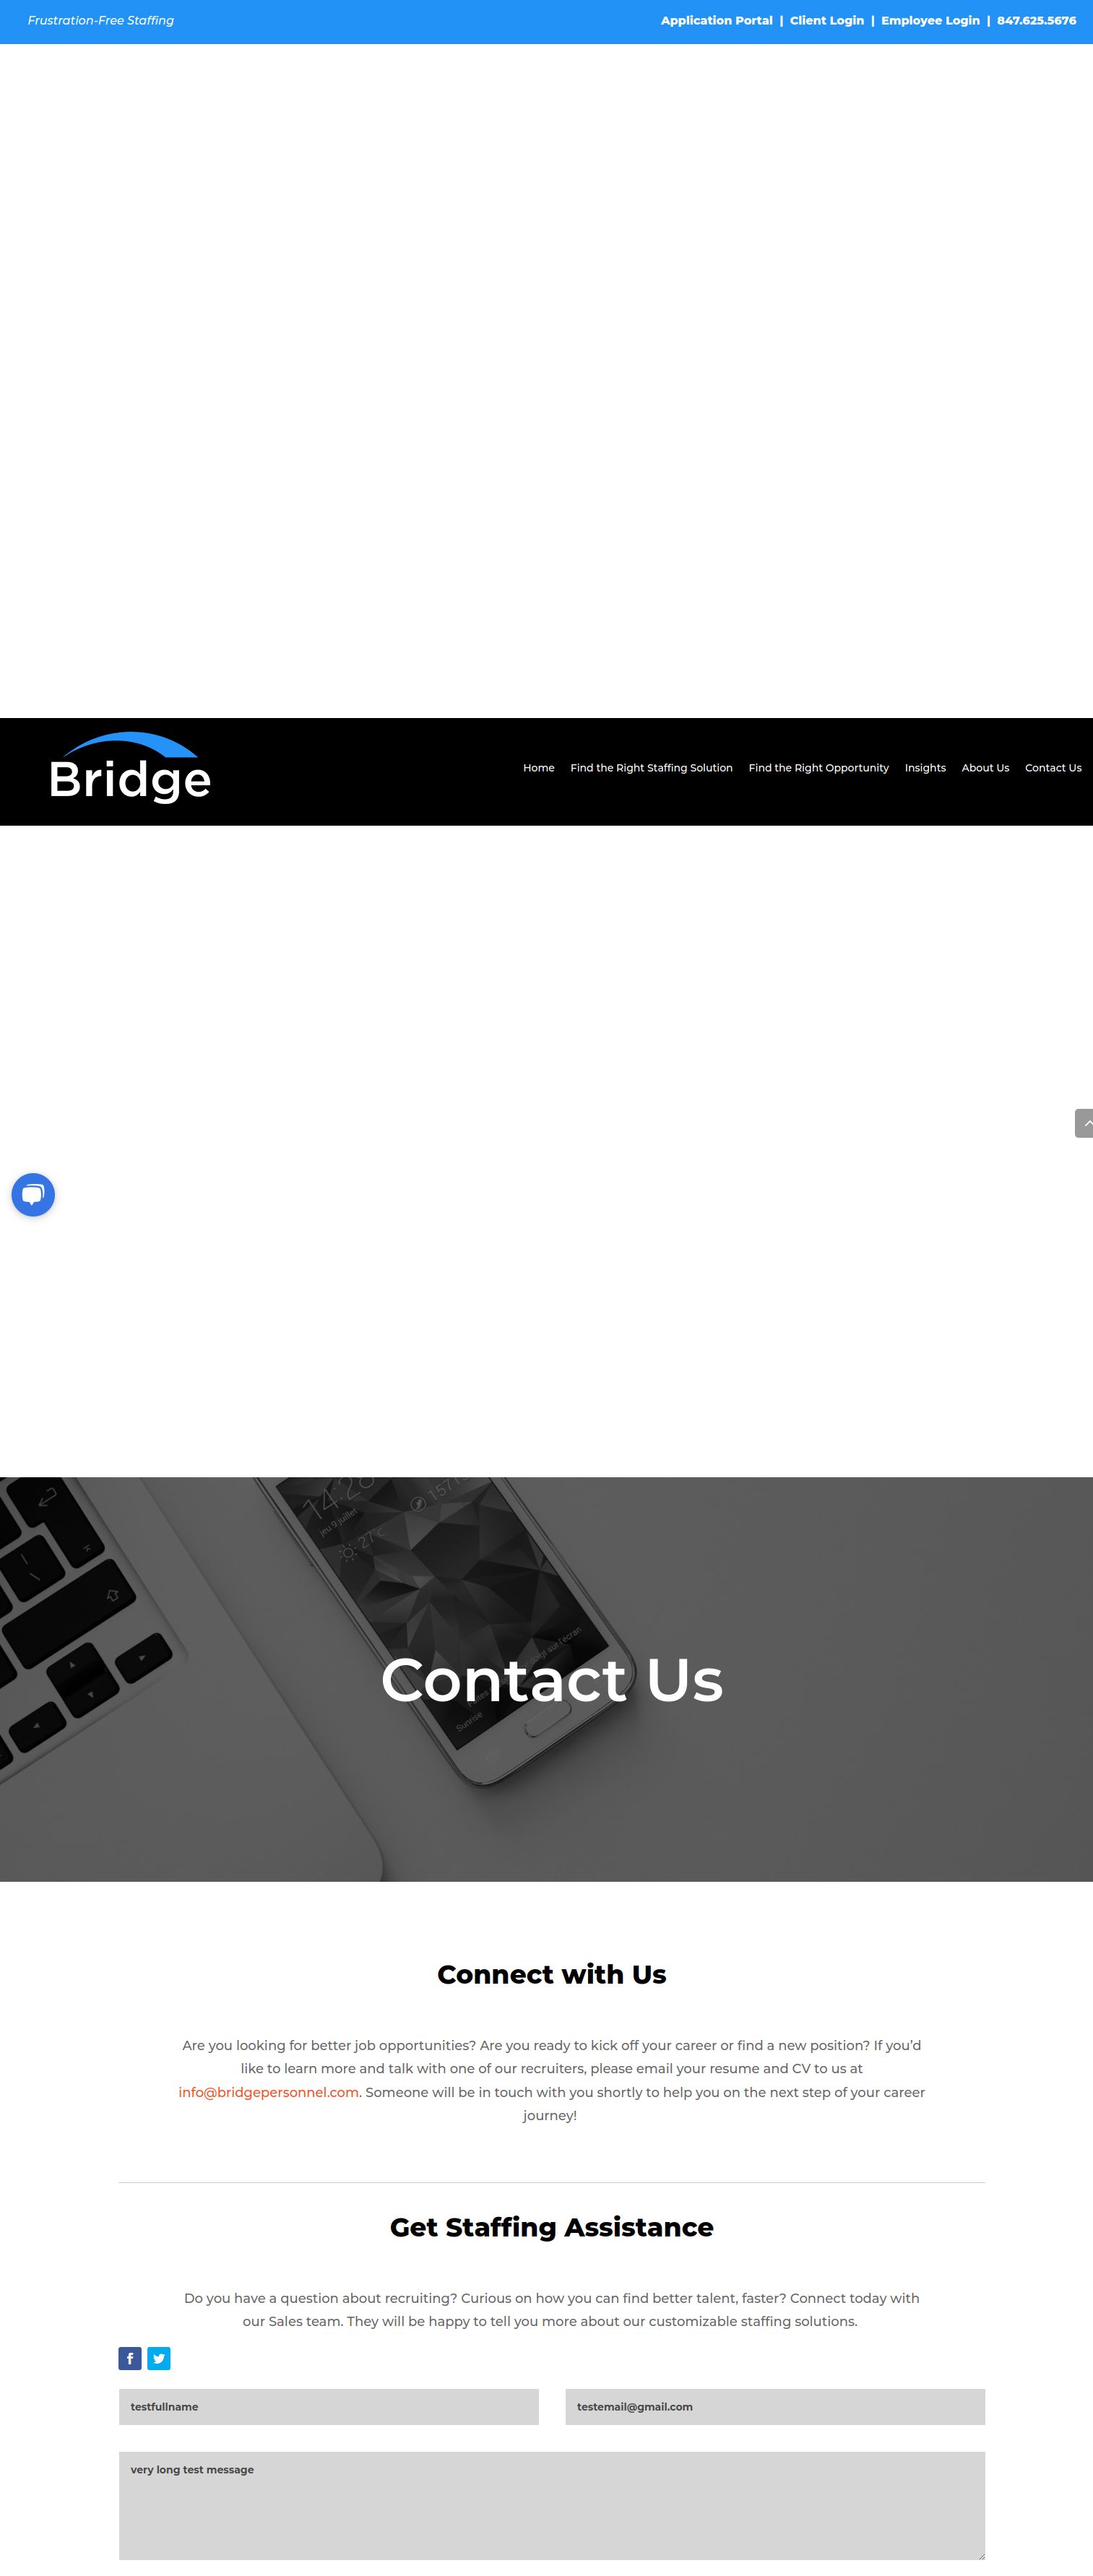 Frustration-Free Staffing
Application Portal | Client Login | Employee Login | 847.625.5676
Bridge
Home Find the Right Staffing Solution Find the Right Opportunity Insights About Us Contact Us
14:28
jeu 9 juillet
27°C
Sunrise
Contact Us
Connect with Us
Are you looking for better job opportunities? Are you ready to kick off your career or find a new position? If you’d
like to learn more and talk with one of our recruiters, please email your resume and CV to us at
info@bridgepersonnel.com. Someone will be in touch with you shortly to help you on the next step of your career
journey!
Get Staffing Assistance
Do you have a question about recruiting? Curious on how you can find better talent, faster? Connect today with
our Sales team. They will be happy to tell you more about our customizable staffing solutions.
testfullname
testemail@gmail.com
very long test message